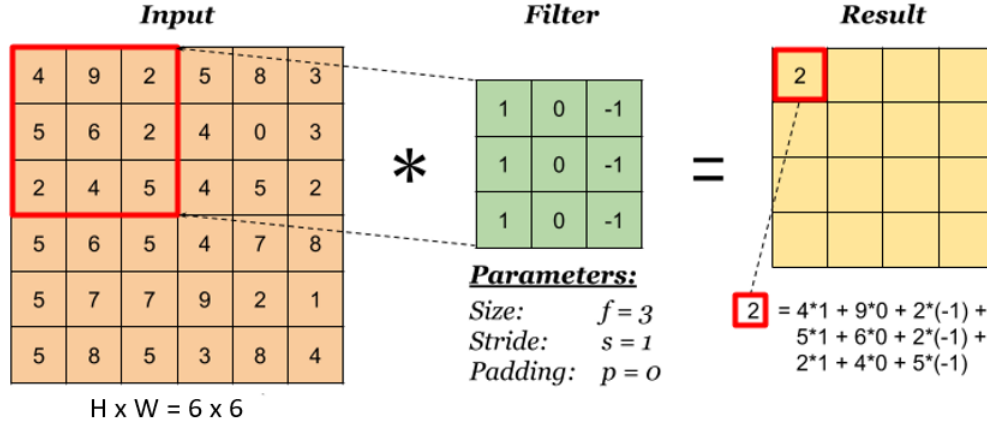 Input
Filter
Result
4 9 2 5 8 3
5 6 2 4 0 3
2 4 5 4 5 2
5 6 5 4 7 8
5 7 7 9 2 1
5 8 5 3 8 4
H x W = 6 x 6
*
1 0 -1
1 0 -1
1 0 -1
Parameters:
Size: f = 3
Stride: s = 1
Padding: p = 0
=
2
2 = 4*1 + 9*0 + 2*(-1) +
5*1 + 6*0 + 2*(-1) +
2*1 + 4*0 + 5*(-1)